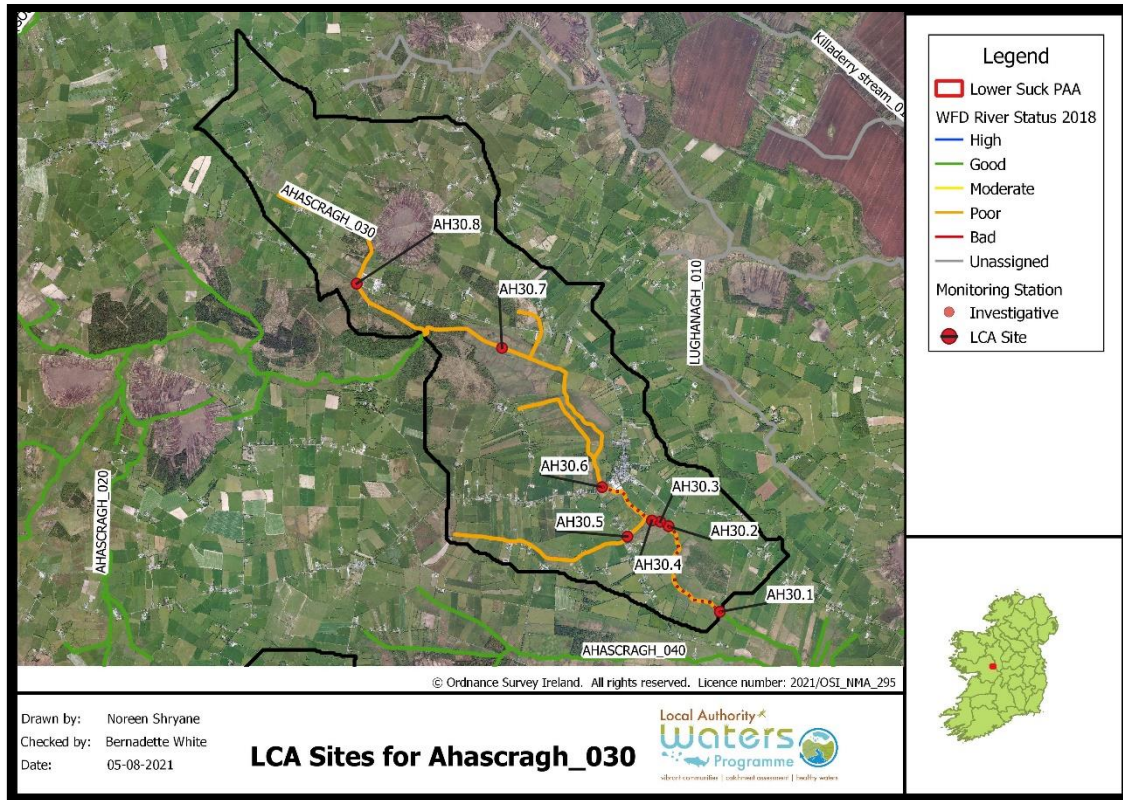 Killaderry stream_01
AHASCRAGH_030
AH30.8
AH30.7
LUGHANAGH_010
AH30.6
AH30.3
AH30.2
AH30.5
AH30.4
AHASCRAGH_020
AH30.1
AHASCRAGH_040
© Ordnance Survey Ireland. All rights reserved. Licence number: 2021/OSI_NMA_295
Legend
Lower Suck PAA
WFD River Status 2018
High
Good
Moderate
Poor
Bad
Unassigned
Monitoring Station
Investigative
LCA Site
Drawn by: Noreen Shryane
Checked by: Bernadette White
Date: 05-08-2021
LCA Sites for Ahascragh_030
Local Authority
Waters
Programme
vibrant communities | catchment assessment | healthy waters